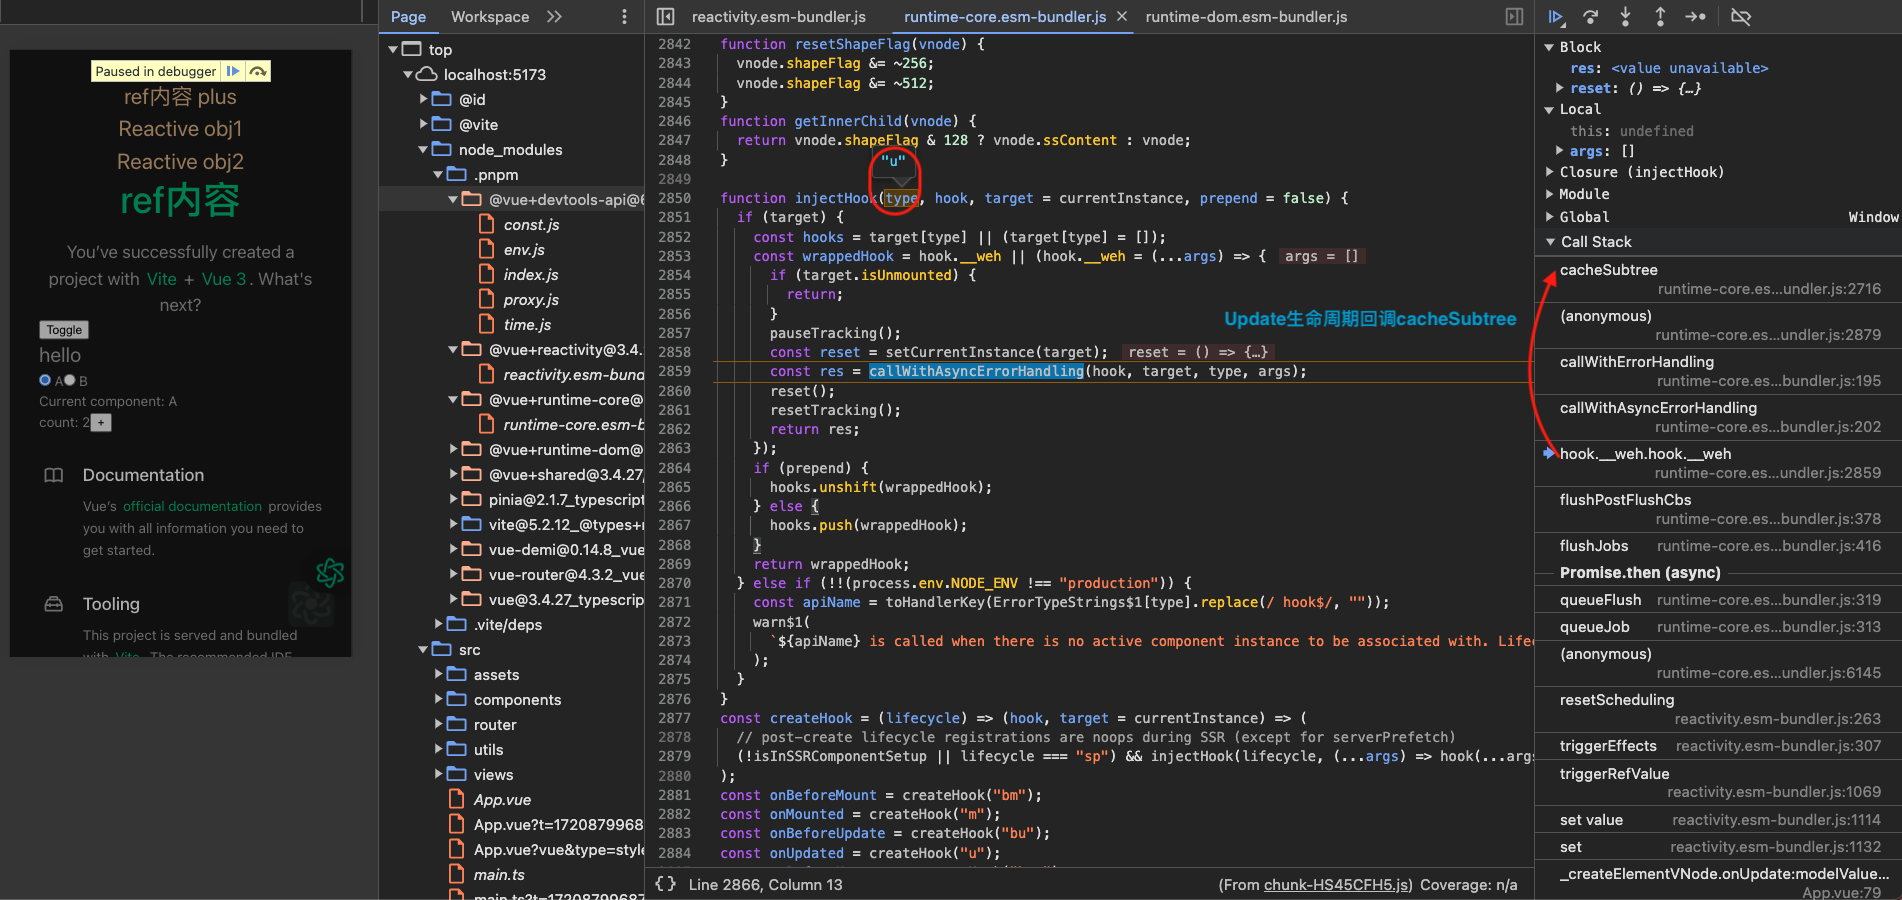 Paused in debugger
ref内容 plus
Reactive obj1
Reactive obj2
ref内容
You've successfully created a
project with Vite + Vue 3. What's
next?
Toggle
hello
A B
Current component: A
count: 2 +
Documentation
Vue's official documentation provides
you with all information you need to
get started.
Tooling
This project is served and bundled
with Vite. The recommended IDE
Page Workspace
top
localhost:5173
@id
@vite
node_modules
.pnpm
@vue+devtools-api@6
const.js
env.js
index.js
proxy.js
time.js
@vue+reactivity@3.4.
reactivity.esm-bund
@vue+runtime-core@
runtime-core.esm-b
@vue+runtime-dom@
@vue+shared@3.4.27
pinia@2.1.7_typescript
vite@5.2.12_@types+
vue-demi@0.14.8_vue
vue-router@4.3.2_vue
vue@3.4.27_typescrip
.vite/deps
src
assets
components
router
utils
views
App.vue
App.vue?t=1720879968
App.vue?vue&type=style
main.ts
main.ts?t=17208799687
reactivity.esm-bundler.js runtime-core.esm-bundler.js runtime-dom.esm-bundler.js
2842 function resetShapeFlag(vnode) {
2843 vnode.shapeFlag &= ~256;
2844 vnode.shapeFlag &= ~512;
2845 }
2846 function getInnerChild(vnode) {
2847 return vnode.shapeFlag & 128 ? vnode.ssContent : vnode;
2848 }
"u"
2849
2850 function injectHook(type, hook, target = currentInstance, prepend = false) {
2851 if (target) {
2852 const hooks = target[type] || (target[type] = []);
2853 const wrappedHook = hook.__weh || (hook.__weh = (...args) => { args = []
2854 if (target.isUnmounted) {
2855 return;
2856 }
Update生命周期回调cacheSubtree
2857 pauseTracking();
2858 const reset = setCurrentInstance(target); reset = () => {…}
2859 const res = callWithAsyncErrorHandling(hook, target, type, args);
2860 reset();
2861 resetTracking();
2862 return res;
2863 });
2864 if (prepend) {
2865 hooks.unshift(wrappedHook);
2866 } else {
2867 hooks.push(wrappedHook);
2868 }
2869 return wrappedHook;
2870 } else if (!!(process.env.NODE_ENV !== "production")) {
2871 const apiName = toHandlerKey(ErrorTypeStrings$1[type].replace(/ hook$/, ""));
2872 warn$1(
2873 `${apiName} is called when there is no active component instance to be associated with. Life
2874 );
2875 }
2876 }
2877 const createHook = (lifecycle) => (hook, target = currentInstance) => (
2878 // post-create lifecycle registrations are noops during SSR (except for serverPrefetch)
2879 (!isInSSRComponentSetup || lifecycle === "sp") && injectHook(lifecycle, (...args) => hook(...args
2880 );
2881 const onBeforeMount = createHook("bm");
2882 const onMounted = createHook("m");
2883 const onBeforeUpdate = createHook("bu");
2884 const onUpdated = createHook("u");
{} Line 2866, Column 13 (From chunk-HS45CFH5.js) Coverage: n/a
Block
res: <value unavailable>
reset: () => {…}
Local
this: undefined
args: []
Closure (injectHook)
Module
Global Window
Call Stack
cacheSubtree
runtime-core.es…undler.js:2716
(anonymous)
runtime-core.es…bundler.js:2879
callWithErrorHandling
runtime-core.es…bundler.js:195
callWithAsyncErrorHandling
runtime-core.es…bundler.js:202
hook.__weh.hook.__weh
runtime-core.es…undler.js:2859
flushPostFlushCbs
runtime-core.es…bundler.js:378
flushJobs runtime-core.es…bundler.js:416
Promise.then (async)
queueFlush runtime-core.es…bundler.js:319
queueJob runtime-core.es…bundler.js:313
(anonymous)
runtime-core.es…undler.js:6145
resetScheduling
reactivity.esm-bundler.js:263
triggerEffects reactivity.esm-bundler.js:307
triggerRefValue
reactivity.esm-bundler.js:1069
set value reactivity.esm-bundler.js:1114
set reactivity.esm-bundler.js:1132
_createElementVNode.onUpdate:modelValue…
App.vue:79